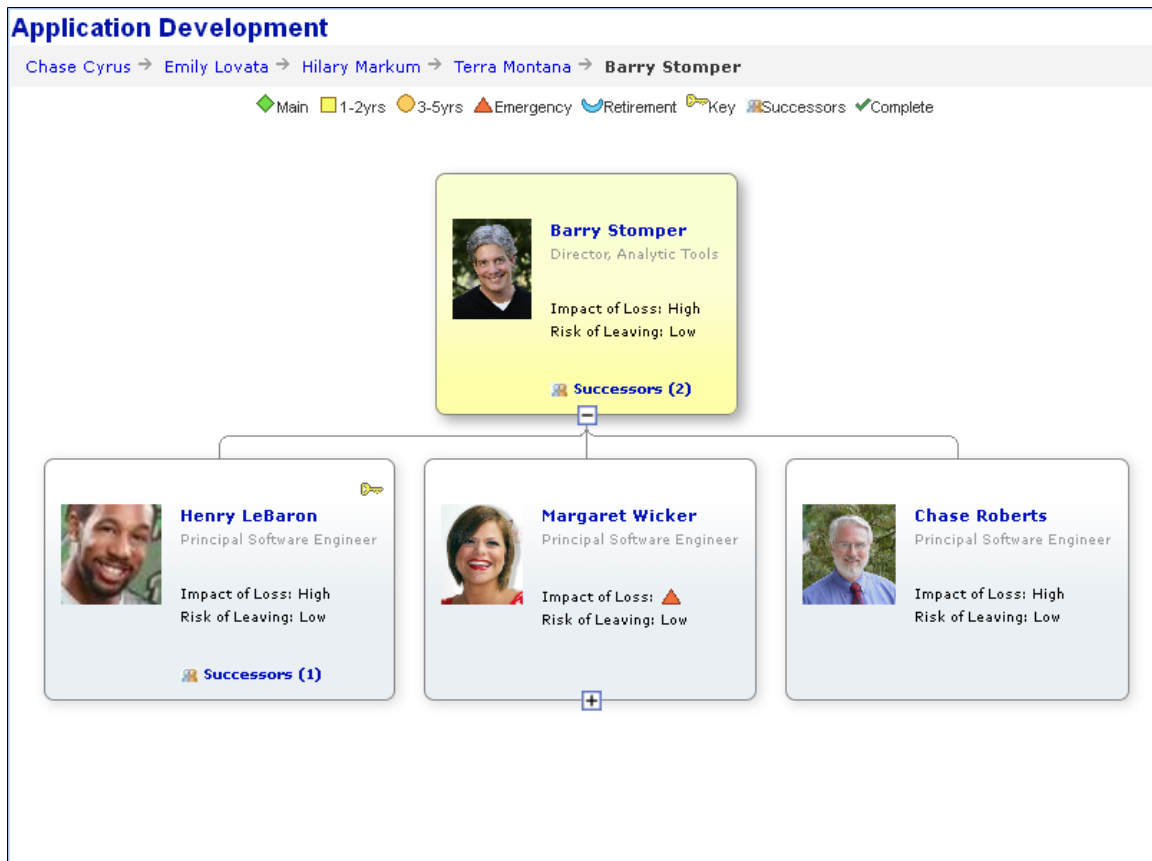 Application Development
Chase Cyrus → Emily Lovata → Hilary Markum → Terra Montana → Barry Stomper
Main 1-2yrs 3-5yrs Emergency Retirement Key Successors Complete
Barry Stomper
Director, Analytic Tools
Impact of Loss: High
Risk of Leaving: Low
Successors (2)
Henry LeBaron
Principal Software Engineer
Impact of Loss: High
Risk of Leaving: Low
Successors (1)
Margaret Wicker
Principal Software Engineer
Impact of Loss:
Risk of Leaving: Low
Chase Roberts
Principal Software Engineer
Impact of Loss: High
Risk of Leaving: Low